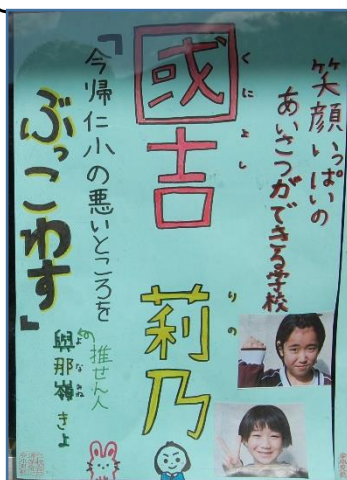 笑顔いっぱいの
あいさつができる学校
くによし
國吉
りの
莉乃
「今帰仁小の悪いところを
ぶっこわす」
推せん人
よなみね
與那嶺きよ